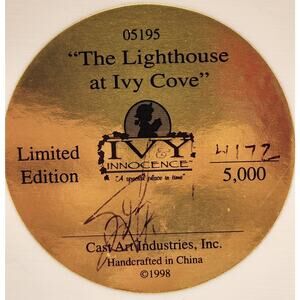 05195
“The Lighthouse
at Ivy Cove”
IVY
&
INNOCENCE
"A special place in time"
Limited
Edition
4172
5,000
Cast Art Industries, Inc.
Handcrafted in China
©1998